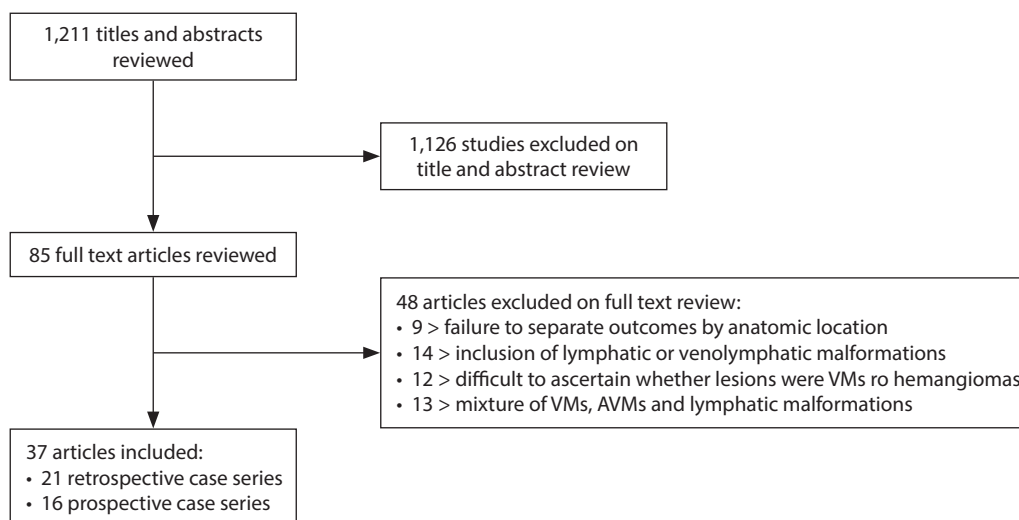 1,211 titles and abstracts
reviewed
1,126 studies excluded on
title and abstract review
85 full text articles reviewed
48 articles excluded on full text review:
• 9 > failure to separate outcomes by anatomic location
• 14 > inclusion of lymphatic or venolymphatic malformations
• 12 > difficult to ascertain whether lesions were VMs ro hemangiomas
• 13 > mixture of VMs, AVMs and lymphatic malformations
37 articles included:
• 21 retrospective case series
• 16 prospective case series